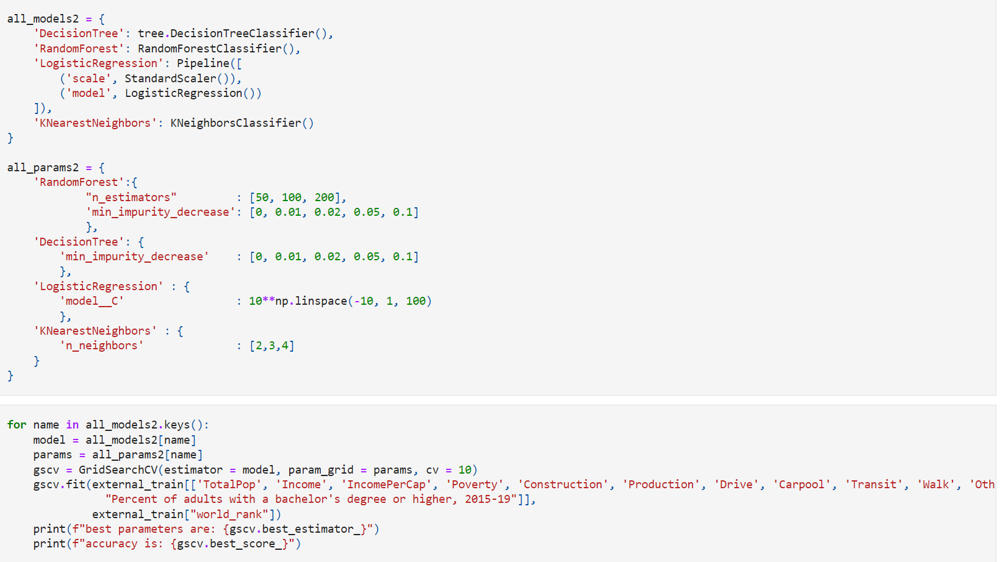 all_models2 = {
    'DecisionTree': tree.DecisionTreeClassifier(),
    'RandomForest': RandomForestClassifier(),
    'LogisticRegression': Pipeline([
        ('scale', StandardScaler()),
        ('model', LogisticRegression())
    ]),
    'KNearestNeighbors': KNeighborsClassifier()
}

all_params2 = {
    'RandomForest':{
            "n_estimators"         : [50, 100, 200],
            'min_impurity_decrease': [0, 0.01, 0.02, 0.05, 0.1]
            },
    'DecisionTree': {
        'min_impurity_decrease'    : [0, 0.01, 0.02, 0.05, 0.1]
        },
    'LogisticRegression' : {
        'model__C'                 : 10**np.linspace(-10, 1, 100)
        },
    'KNearestNeighbors' : {
        'n_neighbors'              : [2,3,4]
    }
}

for name in all_models2.keys():
    model = all_models2[name]
    params = all_params2[name]
    gscv = GridSearchCV(estimator = model, param_grid = params, cv = 10)
    gscv.fit(external_train[['TotalPop', 'Income', 'IncomePerCap', 'Poverty', 'Construction', 'Production', 'Drive', 'Carpool', 'Transit', 'Walk', 'Oth
               "Percent of adults with a bachelor's degree or higher, 2015-19"]],
             external_train["world_rank"])
    print(f"best parameters are: {gscv.best_estimator_}")
    print(f"accuracy is: {gscv.best_score_}")